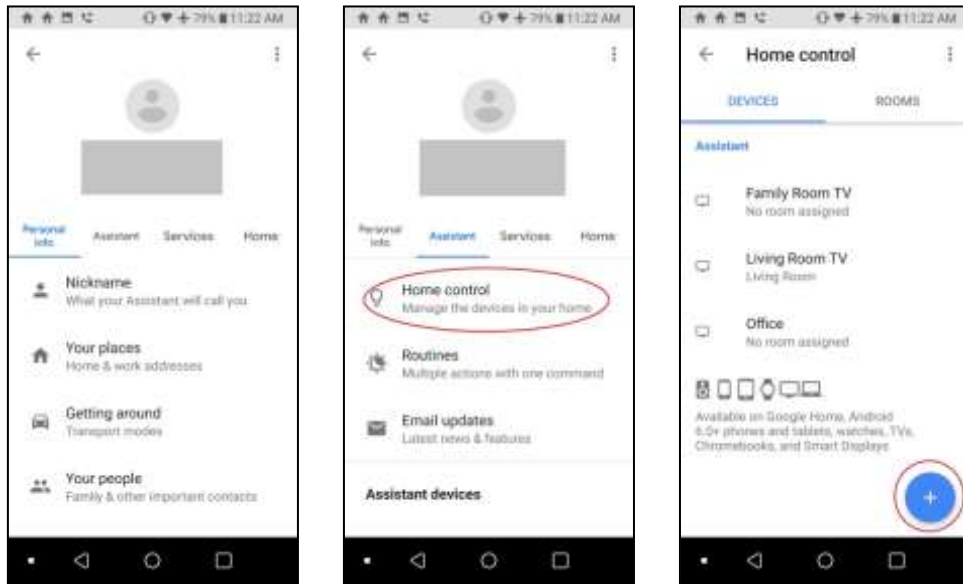 79% 11:22 AM
Personal info
Assistant
Services
Home
Nickname
What your Assistant will call you
Your places
Home & work addresses
Getting around
Transport modes
Your people
Family & other important contacts
79% 11:22 AM
Personal info
Assistant
Services
Home
Home control
Manage the devices in your home
Routines
Multiple actions with one command
Email updates
Latest news & features
Assistant devices
79% 11:22 AM
Home control
DEVICES
ROOMS
Assistant
Family Room TV
No room assigned
Living Room TV
Living Room
Office
No room assigned
Available on Google Home, Android
6.0+ phones and tablets, watches, TVs,
Chromebooks, and Smart Displays